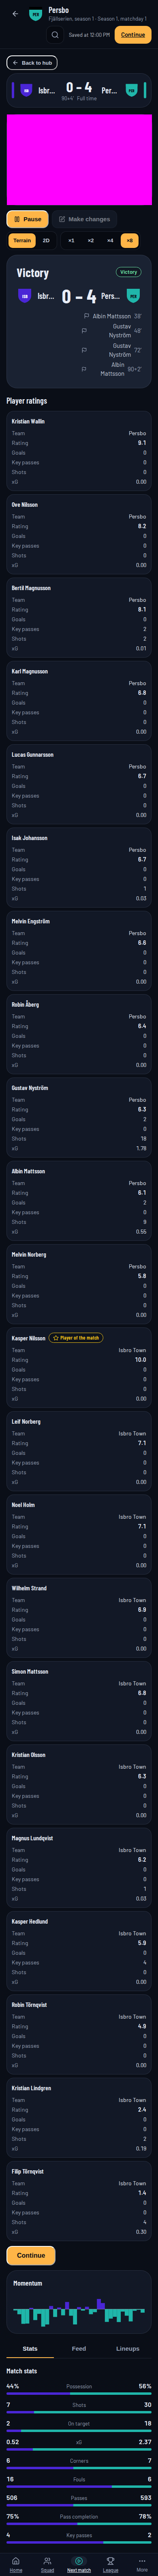 Persbo
Fjälltserien, season 1 · Season 1, matchday 1
Saved at 12:00 PM
Continue
Back to hub
Isbr... 0 – 4 Per...
90+4' Full time
Pause
Make changes
Terrain 2D ×1 ×2 ×4 ×8
Victory
Victory
Isbr... 0 – 4 Pers...
Albin Mattsson 39'
Gustav Nyström 46'
Gustav Nyström 72'
Albin Mattsson 90+2'
Player ratings
Kristian Wallin
Team Persbo
Rating 9.1
Goals 0
Key passes 0
Shots 0
xG 0.00
Ove Nilsson
Team Persbo
Rating 8.2
Goals 0
Key passes 0
Shots 0
xG 0.00
Bertil Magnusson
Team Persbo
Rating 8.1
Goals 0
Key passes 2
Shots 2
xG 0.01
Karl Magnusson
Team Persbo
Rating 6.8
Goals 0
Key passes 0
Shots 0
xG 0.00
Lucas Gunnarsson
Team Persbo
Rating 6.7
Goals 0
Key passes 0
Shots 0
xG 0.00
Isak Johansson
Team Persbo
Rating 6.7
Goals 0
Key passes 0
Shots 1
xG 0.03
Melvin Engström
Team Persbo
Rating 6.6
Goals 0
Key passes 0
Shots 0
xG 0.00
Robin Åberg
Team Persbo
Rating 6.4
Goals 0
Key passes 0
Shots 0
xG 0.00
Gustav Nyström
Team Persbo
Rating 6.3
Goals 2
Key passes 0
Shots 18
xG 1.78
Albin Mattsson
Team Persbo
Rating 6.1
Goals 2
Key passes 0
Shots 9
xG 0.55
Melvin Norberg
Team Persbo
Rating 5.8
Goals 0
Key passes 0
Shots 0
xG 0.00
Kasper Nilsson Player of the match
Team Isbro Town
Rating 10.0
Goals 0
Key passes 0
Shots 0
xG 0.00
Leif Norberg
Team Isbro Town
Rating 7.1
Goals 0
Key passes 0
Shots 0
xG 0.00
Noel Holm
Team Isbro Town
Rating 7.1
Goals 0
Key passes 0
Shots 0
xG 0.00
Wilhelm Strand
Team Isbro Town
Rating 6.9
Goals 0
Key passes 0
Shots 0
xG 0.00
Simon Mattsson
Team Isbro Town
Rating 6.8
Goals 0
Key passes 0
Shots 0
xG 0.00
Kristian Olsson
Team Isbro Town
Rating 6.3
Goals 0
Key passes 0
Shots 0
xG 0.00
Magnus Lundqvist
Team Isbro Town
Rating 6.2
Goals 0
Key passes 0
Shots 1
xG 0.03
Kasper Hedlund
Team Isbro Town
Rating 5.9
Goals 0
Key passes 4
Shots 0
xG 0.00
Robin Törnqvist
Team Isbro Town
Rating 4.9
Goals 0
Key passes 0
Shots 0
xG 0.00
Kristian Lindgren
Team Isbro Town
Rating 2.4
Goals 0
Key passes 0
Shots 2
xG 0.19
Filip Törnqvist
Team Isbro Town
Rating 1.4
Goals 0
Key passes 0
Shots 4
xG 0.30
Continue
Momentum
Stats Feed Lineups
Match stats
44% Possession 56%
7 Shots 30
2 On target 18
0.52 xG 2.37
6 Corners 7
16 Fouls 6
506 Passes 593
75% Pass completion 78%
4 Key passes 2
Home Squad Next match League More